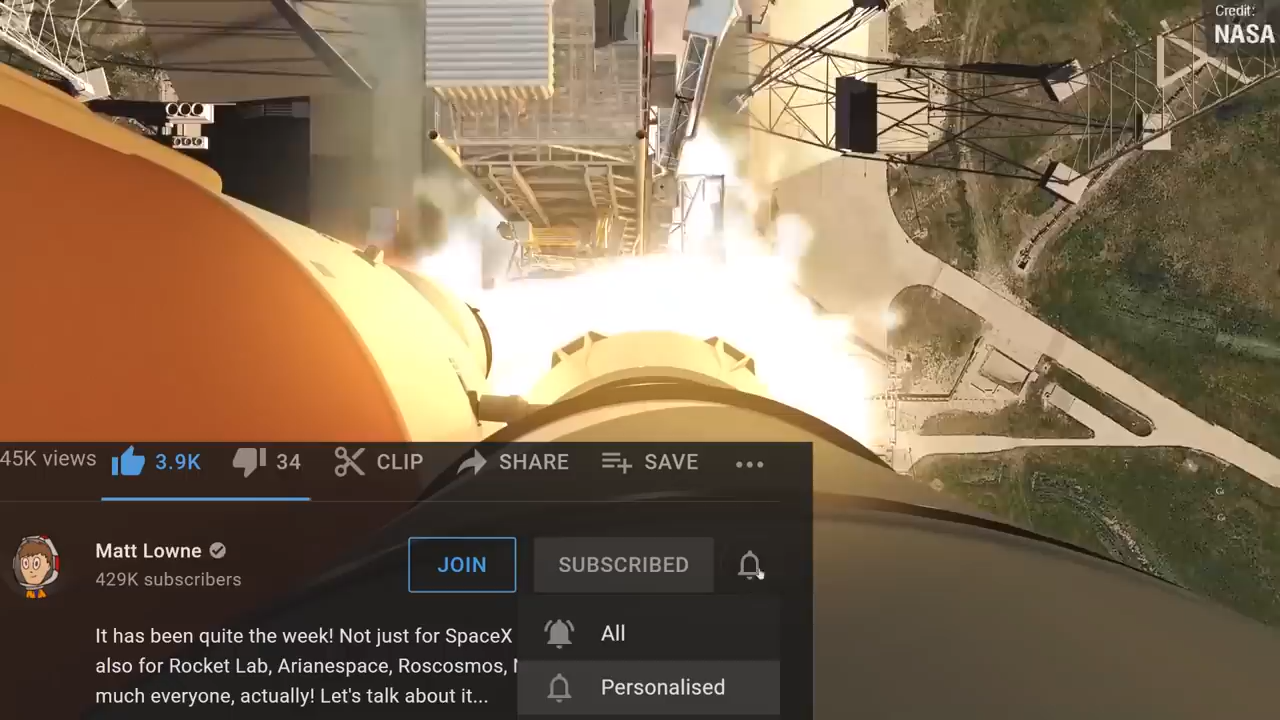 Credit:
NASA
45K views 3.9K 34 CLIP SHARE SAVE
Matt Lowne
429K subscribers
JOIN SUBSCRIBED
It has been quite the week! Not just for SpaceX
also for Rocket Lab, Arianespace, Roscosmos,
much everyone, actually! Let's talk about it...
All
Personalised